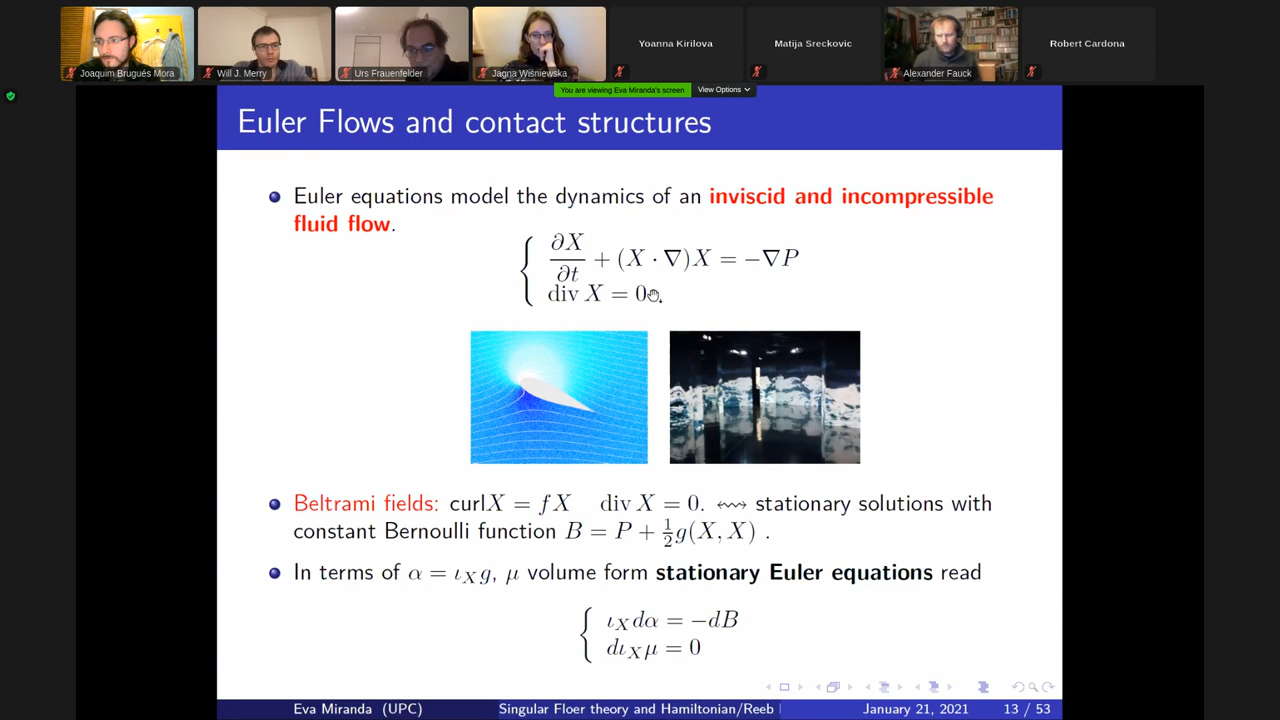 Joaquim Brugués Mora
Will J. Merry
Urs Frauenfelder
Jagna Wiśniewska
Yoanna Kirilova
Matija Sreckovic
Alexander Fauck
Robert Cardona
You are viewing Eva Miranda's screen
View Options
Euler Flows and contact structures
Euler equations model the dynamics of an inviscid and incompressible
fluid flow.
∂X/∂t + (X · ∇)X = −∇P
div X = 0
Beltrami fields: curlX = fX div X = 0. ↭ stationary solutions with
constant Bernoulli function B = P + ½g(X, X) .
In terms of α = ι_X g, μ volume form stationary Euler equations read
ι_X dα = −dB
dι_X μ = 0
Eva Miranda (UPC)
Singular Floer theory and Hamiltonian/Reeb
January 21, 2021
13 / 53